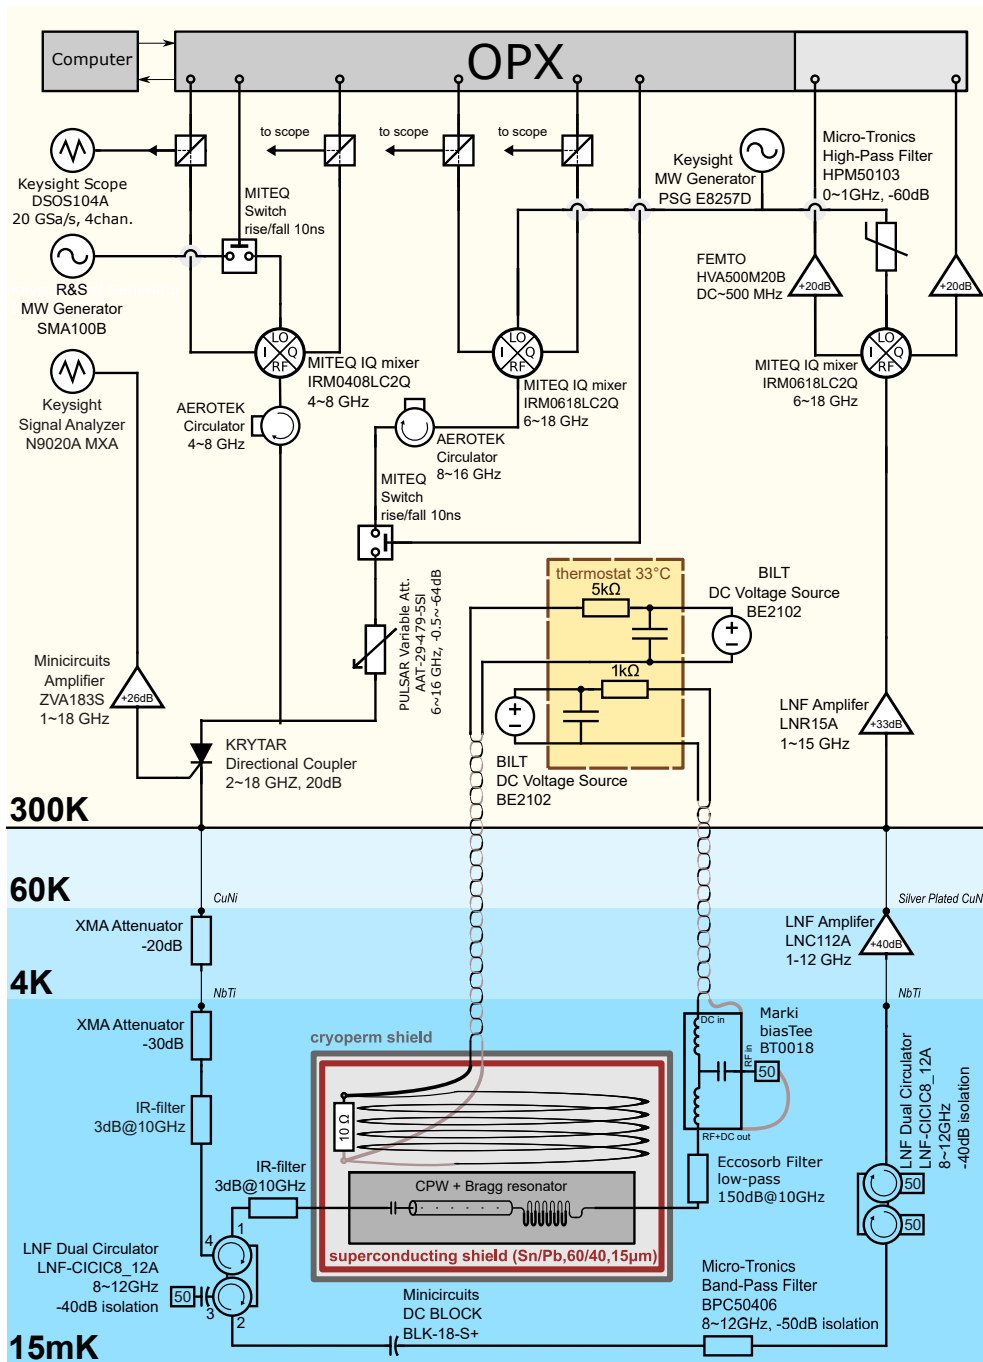 Computer
OPX
to scope
to scope
to scope
Keysight Scope
DSOS104A
20 GSa/s, 4chan.
MITEQ
Switch
rise/fall 10ns
Keysight
MW Generator
PSG E8257D
Micro-Tronics
High-Pass Filter
HPM50103
0~1GHz, -60dB
R&S
MW Generator
SMA100B
FEMTO
HVA500M20B
DC~500 MHz
+20dB
+20dB
LO
I
Q
RF
MITEQ IQ mixer
IRM0408LC2Q
4~8 GHz
LO
I
Q
RF
MITEQ IQ mixer
IRM0618LC2Q
6~18 GHz
LO
I
Q
RF
MITEQ IQ mixer
IRM0618LC2Q
6~18 GHz
Keysight
Signal Analyzer
N9020A MXA
AEROTEK
Circulator
4~8 GHz
AEROTEK
Circulator
8~16 GHz
MITEQ
Switch
rise/fall 10ns
PULSAR Variable Att.
AAT-29-479-5SI
6~16 GHz, -0.5~-64dB
thermostat 33°C
5kΩ
1kΩ
BILT
DC Voltage Source
BE2102
BILT
DC Voltage Source
BE2102
Minicircuits
Amplifier
ZVA183S
1~18 GHz
+26dB
KRYTAR
Directional Coupler
2~18 GHZ, 20dB
LNF Amplifer
LNR15A
1~15 GHz
+33dB
300K
60K
CuNi
Silver Plated CuN
XMA Attenuator
-20dB
LNF Amplifer
LNC112A
1-12 GHz
+40dB
4K
NbTi
NbTi
XMA Attenuator
-30dB
cryoperm shield
DC in
RF in
RF+DC out
50
Marki
biasTee
BT0018
IR-filter
3dB@10GHz
10 Ω
LNF Dual Circulator
LNF-CICIC8_12A
8~12GHz
-40dB isolation
50
50
IR-filter
3dB@10GHz
CPW + Bragg resonator
Eccosorb Filter
low-pass
150dB@10GHz
superconducting shield (Sn/Pb,60/40,15µm)
LNF Dual Circulator
LNF-CICIC8_12A
8~12GHz
-40dB isolation
4
1
50
3
2
Minicircuits
DC BLOCK
BLK-18-S+
Micro-Tronics
Band-Pass Filter
BPC50406
8~12GHz, -50dB isolation
15mK